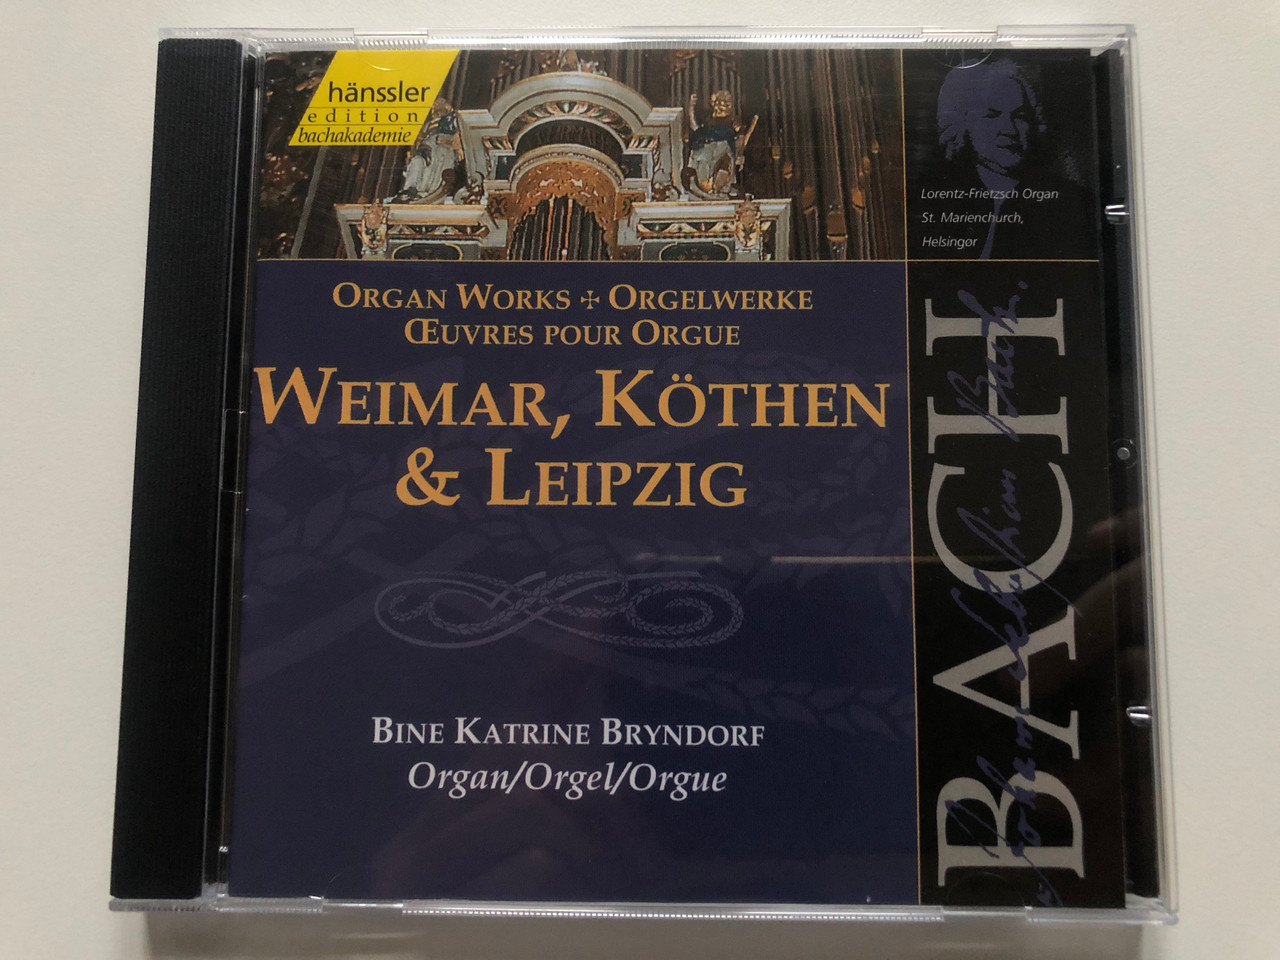 hänssler
edition
bachakademie
Lorentz-Frietzsch Organ
St. Marienchurch,
Helsingør
ORGAN WORKS ✢ ORGELWERKE
ŒUVRES POUR ORGUE
WEIMAR, KÖTHEN
& LEIPZIG
BINE KATRINE BRYNDORF
Organ/Orgel/Orgue
BACH